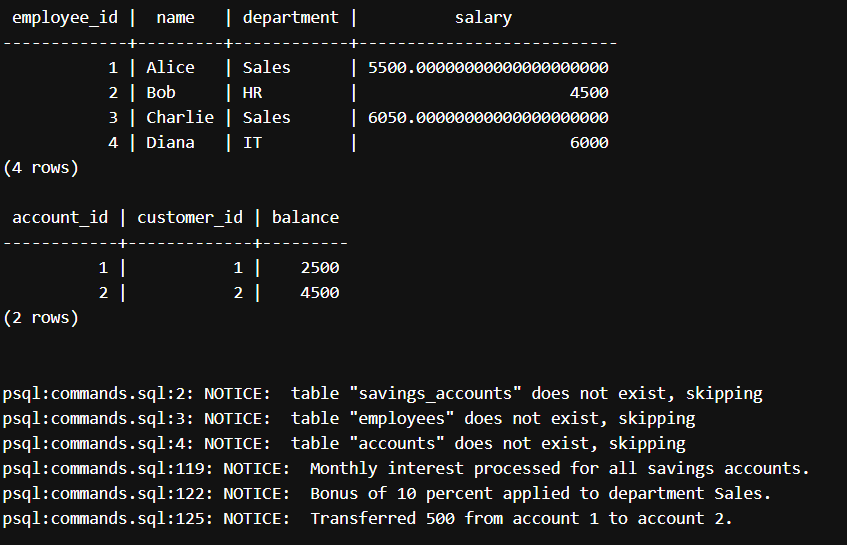 employee_id |  name   | department |          salary
-------------+---------+------------+---------------------------
           1 | Alice   | Sales      | 5500.00000000000000000000
           2 | Bob     | HR         |                      4500
           3 | Charlie | Sales      | 6050.00000000000000000000
           4 | Diana   | IT         |                      6000
(4 rows)

 account_id | customer_id | balance
------------+-------------+---------
          1 |           1 |    2500
          2 |           2 |    4500
(2 rows)

psql:commands.sql:2: NOTICE:  table "savings_accounts" does not exist, skipping
psql:commands.sql:3: NOTICE:  table "employees" does not exist, skipping
psql:commands.sql:4: NOTICE:  table "accounts" does not exist, skipping
psql:commands.sql:119: NOTICE:  Monthly interest processed for all savings accounts.
psql:commands.sql:122: NOTICE:  Bonus of 10 percent applied to department Sales.
psql:commands.sql:125: NOTICE:  Transferred 500 from account 1 to account 2.